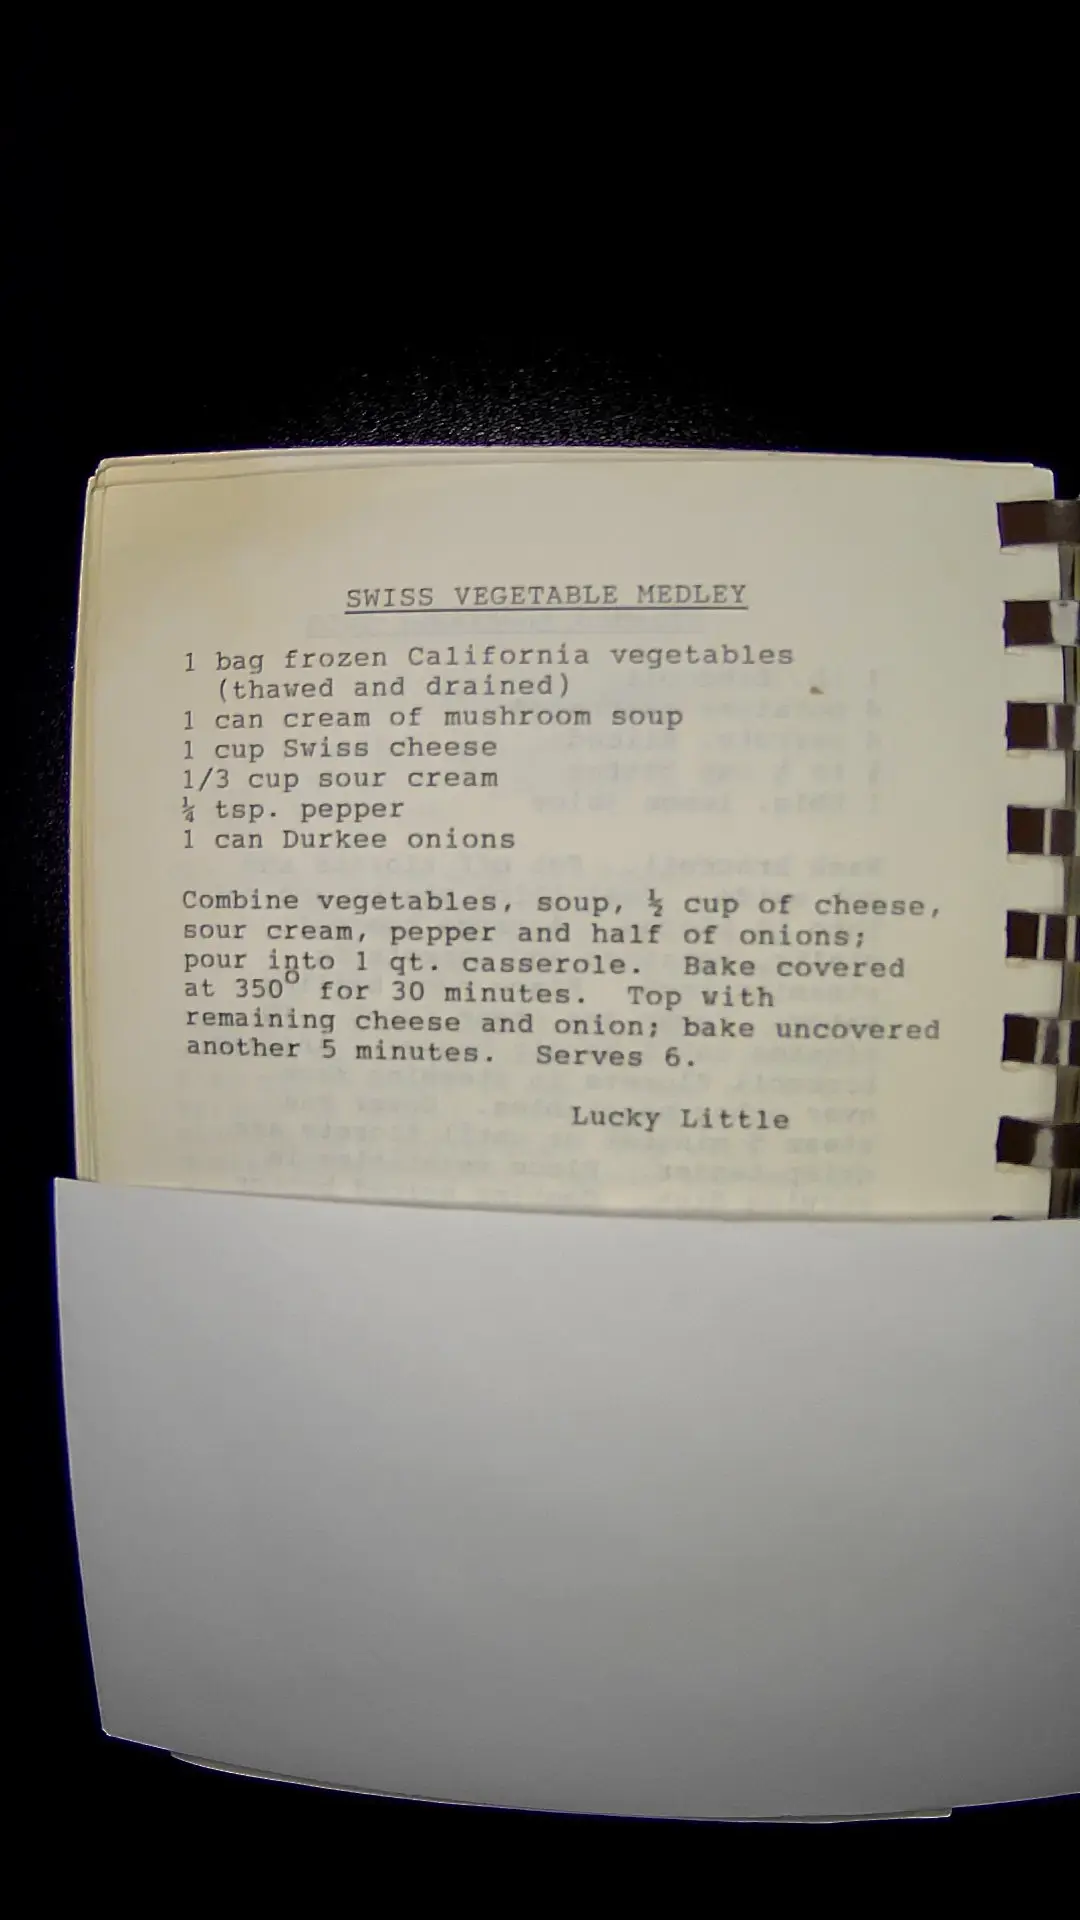 SWISS VEGETABLE MEDLEY
1 bag frozen California vegetables
(thawed and drained)
1 can cream of mushroom soup
1 cup Swiss cheese
1/3 cup sour cream
¼ tsp. pepper
1 can Durkee onions
Combine vegetables, soup, ½ cup of cheese,
sour cream, pepper and half of onions;
pour into 1 qt. casserole.  Bake covered
at 350° for 30 minutes.  Top with
remaining cheese and onion; bake uncovered
another 5 minutes.  Serves 6.
Lucky Little